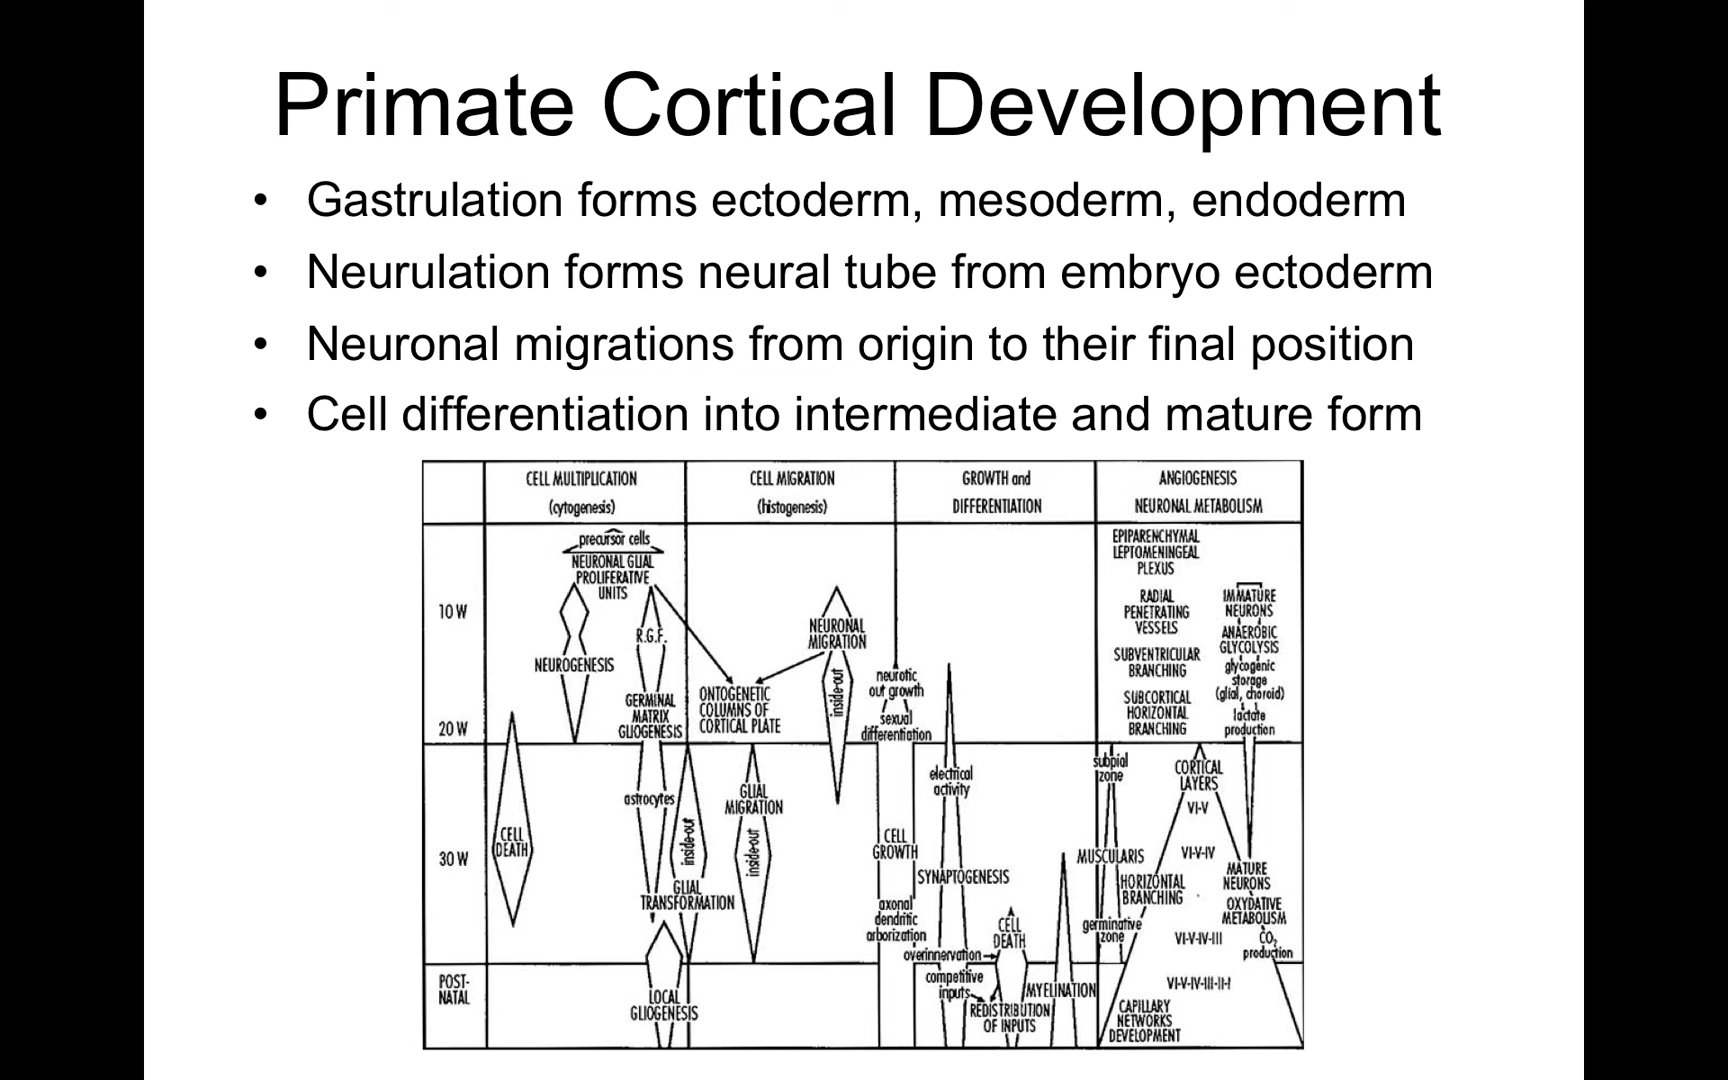 Primate Cortical Development
• Gastrulation forms ectoderm, mesoderm, endoderm
• Neurulation forms neural tube from embryo ectoderm
• Neuronal migrations from origin to their final position
• Cell differentiation into intermediate and mature form
CELL MULTIPLICATION
(cytogenesis)
CELL MIGRATION
(histogenesis)
GROWTH and
DIFFERENTIATION
ANGIOGENESIS
NEURONAL METABOLISM
10 W
20 W
30 W
POST-
NATAL
precursor cells
NEURONAL GLIAL
PROLIFERATIVE
UNITS
R.G.F.
NEUROGENESIS
GERMINAL
MATRIX
GLIOGENESIS
CELL
DEATH
astrocytes
inside-out
GLIAL
TRANSFORMATION
LOCAL
GLIOGENESIS
NEURONAL
MIGRATION
inside-out
ONTOGENETIC
COLUMNS OF
CORTICAL PLATE
GLIAL
MIGRATION
inside-out
neurotic
out growth
sexual
differentiation
CELL
GROWTH
axonal
dendritic
arborization
electrical
activity
SYNAPTOGENESIS
overinnervation
competitive
inputs
CELL
DEATH
REDISTRIBUTION
OF INPUTS
MYELINATION
EPIPARENCHYMAL
LEPTOMENINGEAL
PLEXUS
RADIAL
PENETRATING
VESSELS
SUBVENTRICULAR
BRANCHING
SUBCORTICAL
HORIZONTAL
BRANCHING
IMMATURE
NEURONS
ANAEROBIC
GLYCOLYSIS
glycogenic
storage
(glial, choroid)
lactate
production
subpial
zone
MUSCULARIS
HORIZONTAL
BRANCHING
germinative
zone
CORTICAL
LAYERS
VI-V
VI-V-IV
VI-V-IV-III
VI-V-IV-III-II-I
MATURE
NEURONS
OXYDATIVE
METABOLISM
CO₂
production
CAPILLARY
NETWORKS
DEVELOPMENT